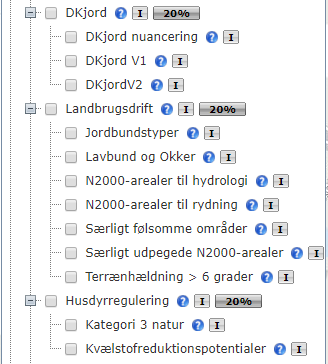 DKjord ? I 20%
DKjord nuancering ? I
DKjord V1 ? I
DKjordV2 ? I
Landbrugsdrift ? I 20%
Jordbundstyper ? I
Lavbund og Okker ? I
N2000-arealer til hydrologi ? I
N2000-arealer til rydning ? I
Særligt følsomme områder ? I
Særligt udpegede N2000-arealer ? I
Terrænhældning > 6 grader ? I
Husdyrregulering ? I 20%
Kategori 3 natur ? I
Kvælstofreduktionspotentialer ? I